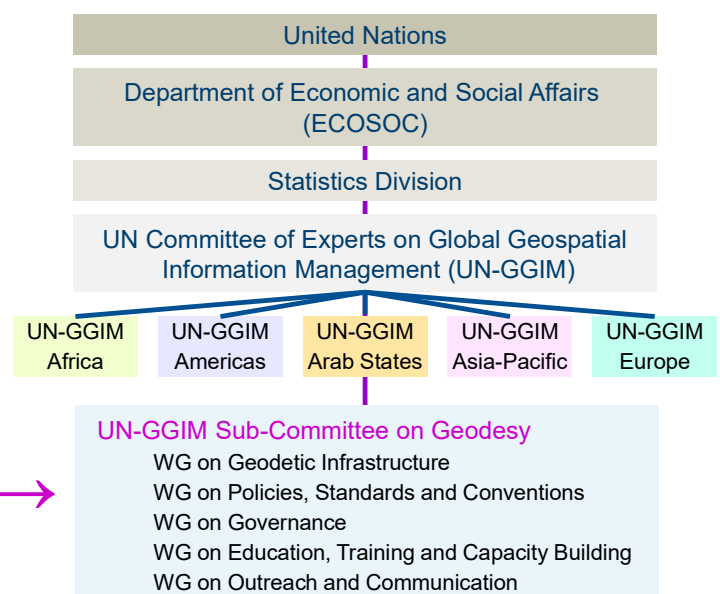 United Nations
Department of Economic and Social Affairs
(ECOSOC)
Statistics Division
UN Committee of Experts on Global Geospatial
Information Management (UN-GGIM)
UN-GGIM
Africa
UN-GGIM
Americas
UN-GGIM
Arab States
UN-GGIM
Asia-Pacific
UN-GGIM
Europe
UN-GGIM Sub-Committee on Geodesy
WG on Geodetic Infrastructure
WG on Policies, Standards and Conventions
WG on Governance
WG on Education, Training and Capacity Building
WG on Outreach and Communication